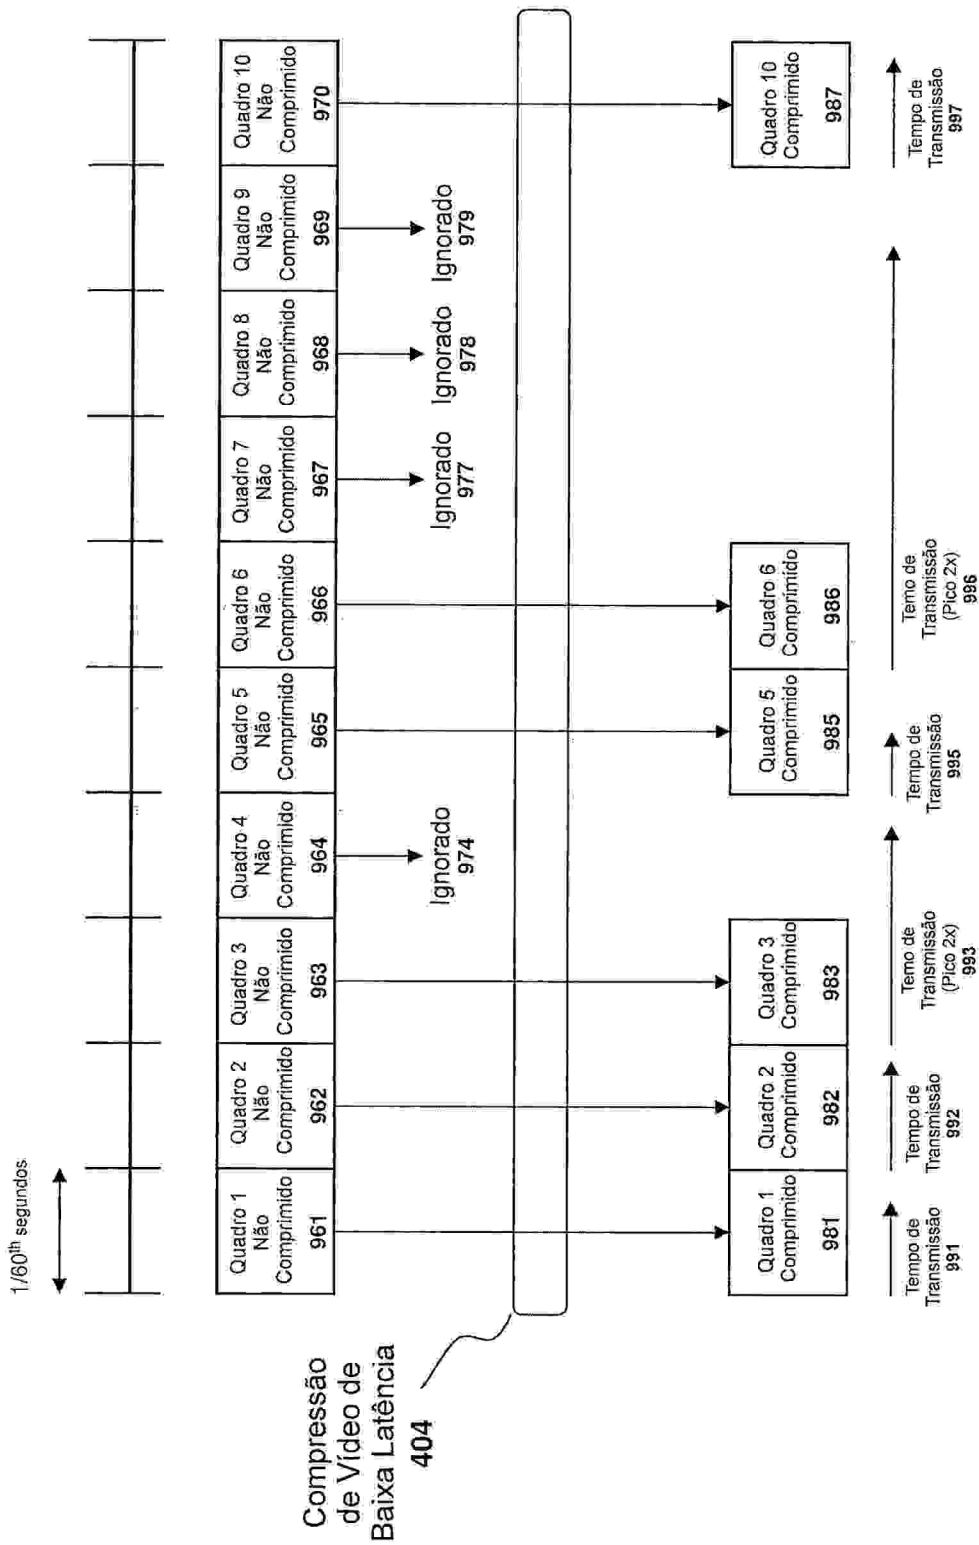 1/60th segundos
Quadro 1
Não
Comprimido
961
Quadro 2
Não
Comprimido
962
Quadro 3
Não
Comprimido
963
Quadro 4
Não
Comprimido
964
Quadro 5
Não
Comprimido
965
Quadro 6
Não
Comprimido
966
Quadro 7
Não
Comprimido
967
Quadro 8
Não
Comprimido
968
Quadro 9
Não
Comprimido
969
Quadro 10
Não
Comprimido
970
Ignorado
974
Ignorado
977
Ignorado
978
Ignorado
979
Compressão
de Vídeo de
Baixa Latência
404
Quadro 1
Comprimido
981
Quadro 2
Comprimido
982
Quadro 3
Comprimido
983
Quadro 5
Comprimido
985
Quadro 6
Comprimido
986
Quadro 10
Comprimido
987
Tempo de
Transmissão
991
Tempo de
Transmissão
992
Temo de
Transmissão
(Pico 2x)
993
Tempo de
Transmissão
995
Temo de
Transmissão
(Pico 2x)
996
Tempo de
Transmissão
997